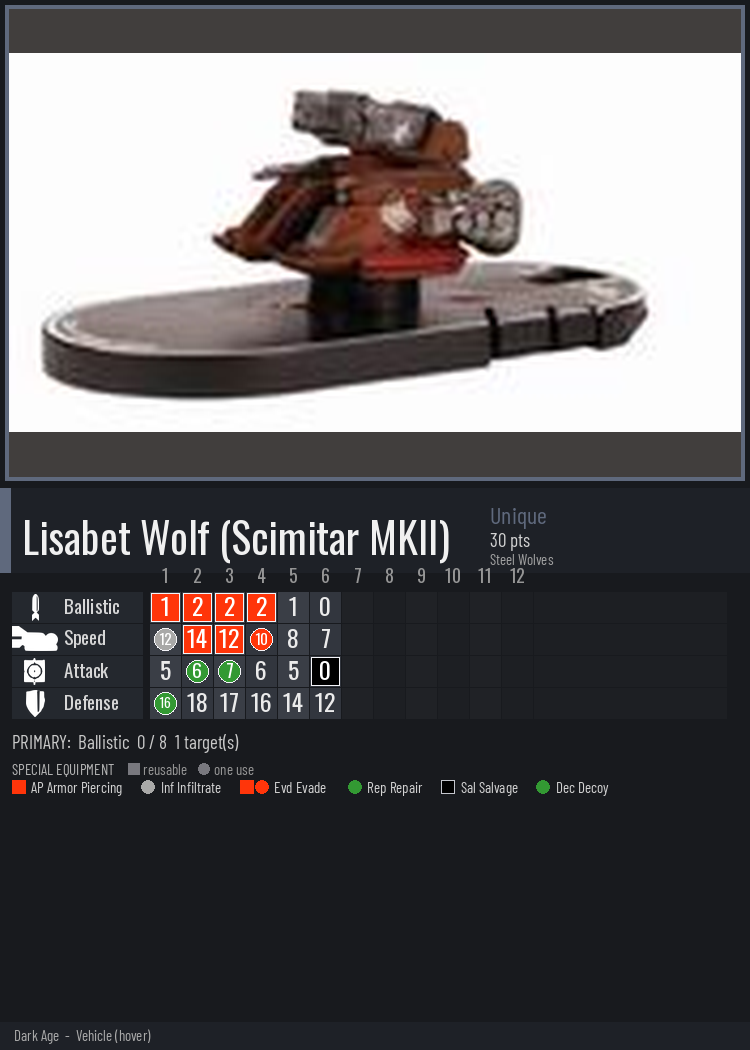 Lisabet Wolf (Scimitar MKII)
Unique
30 pts
Steel Wolves
1 2 3 4 5 6 7 8 9 10 11 12
Ballistic 1 2 2 2 1 0
Speed 12 14 12 10 8 7
Attack 5 6 7 6 5 0
Defense 16 18 17 16 14 12
PRIMARY: Ballistic 0 / 8 1 target(s)
SPECIAL EQUIPMENT reusable one use
AP Armor Piercing Inf Infiltrate Evd Evade Rep Repair Sal Salvage Dec Decoy
Dark Age - Vehicle (hover)